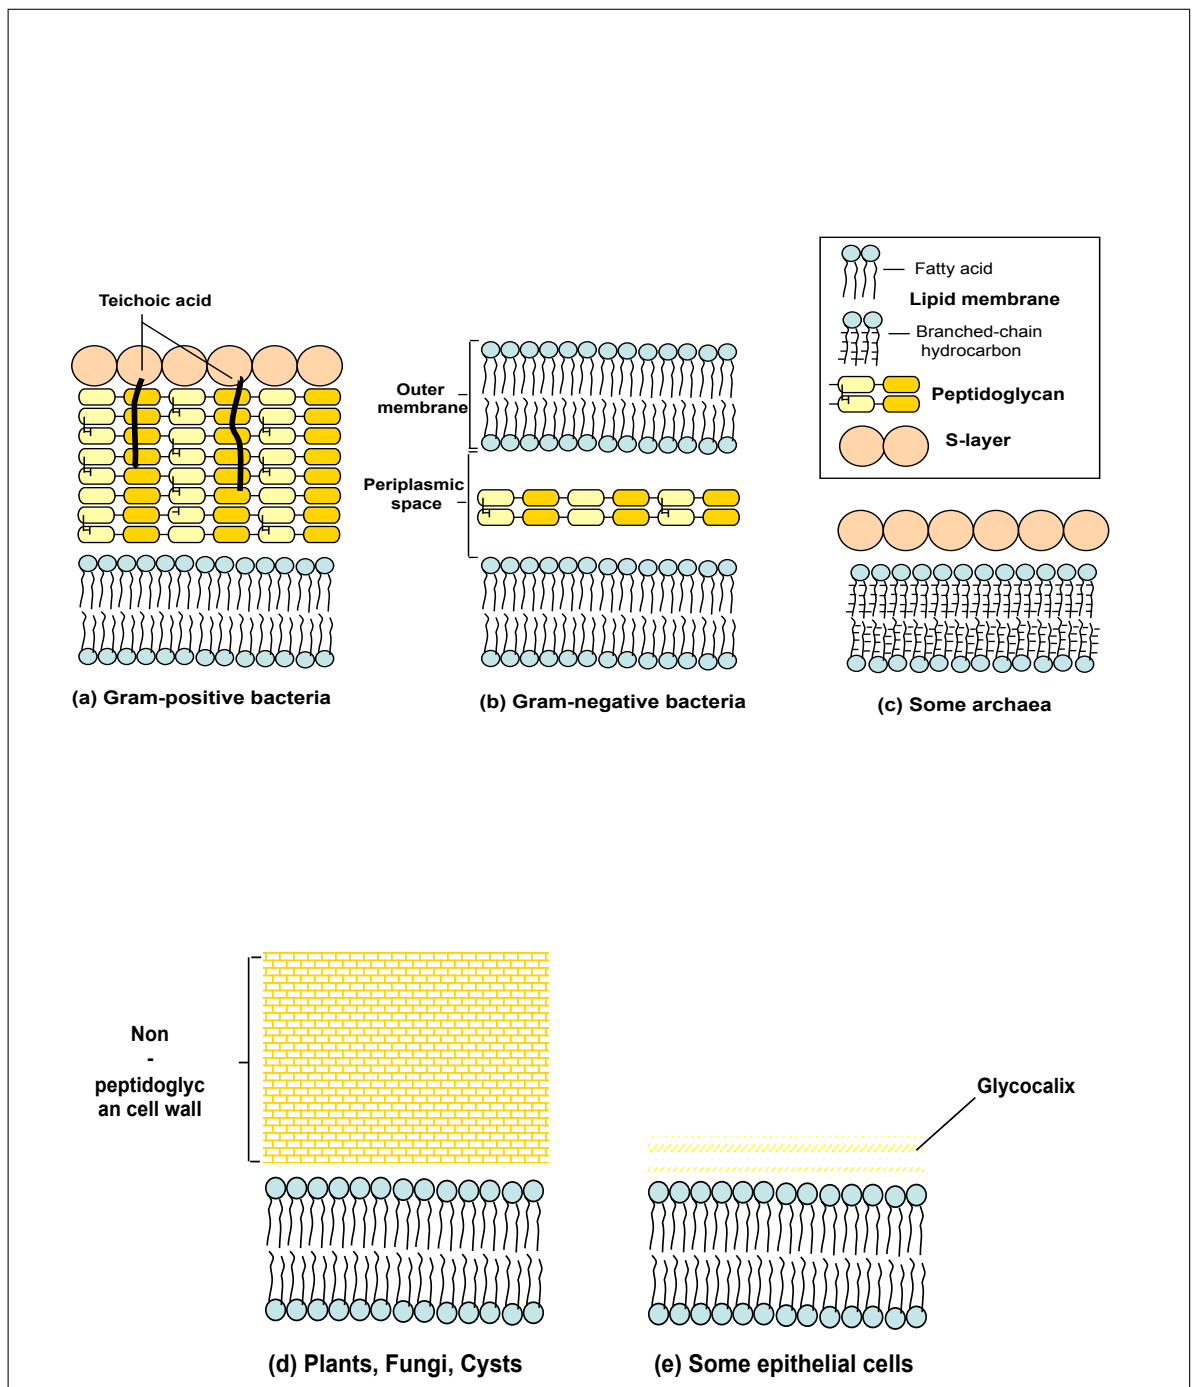 Teichoic acid
Outer
membrane
Periplasmic
space
Fatty acid
Lipid membrane
Branched-chain
hydrocarbon
Peptidoglycan
S-layer
(a) Gram-positive bacteria
(b) Gram-negative bacteria
(c) Some archaea
Non
-
peptidoglyc
an cell wall
Glycocalix
(d) Plants, Fungi, Cysts
(e) Some epithelial cells